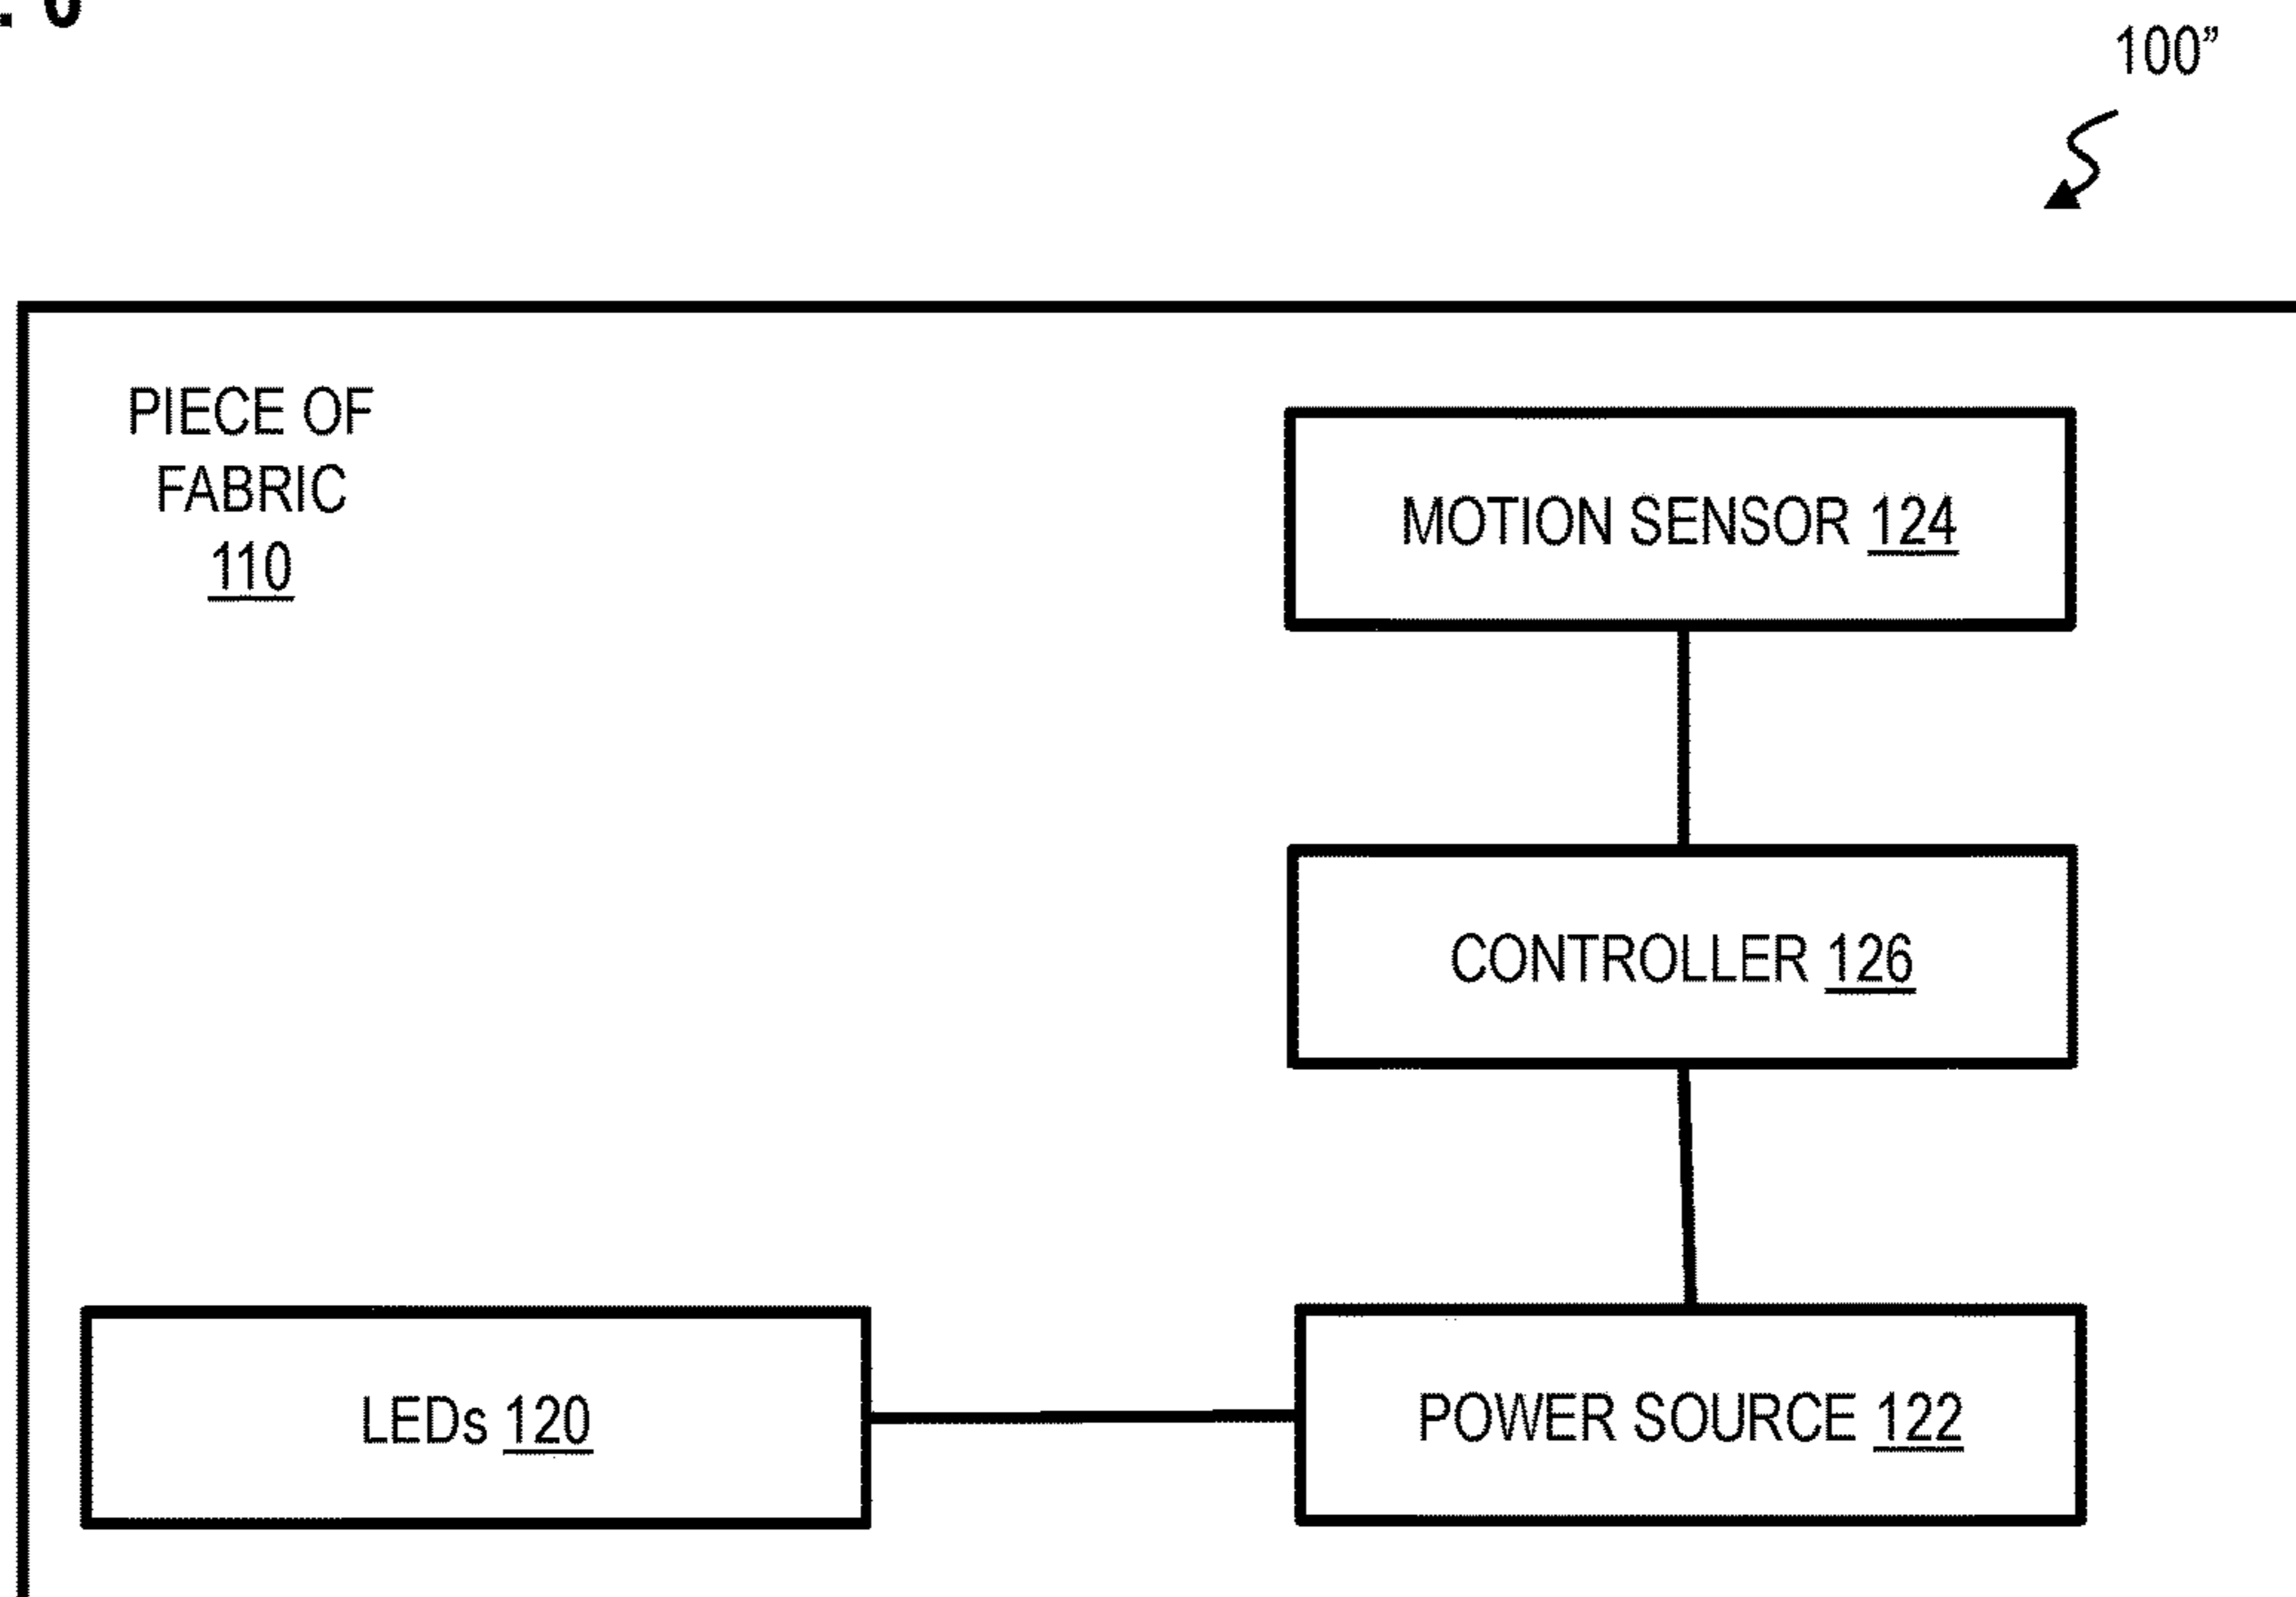 100”
PIECE OF
FABRIC
110
MOTION SENSOR 124
CONTROLLER 126
LEDs 120
POWER SOURCE 122